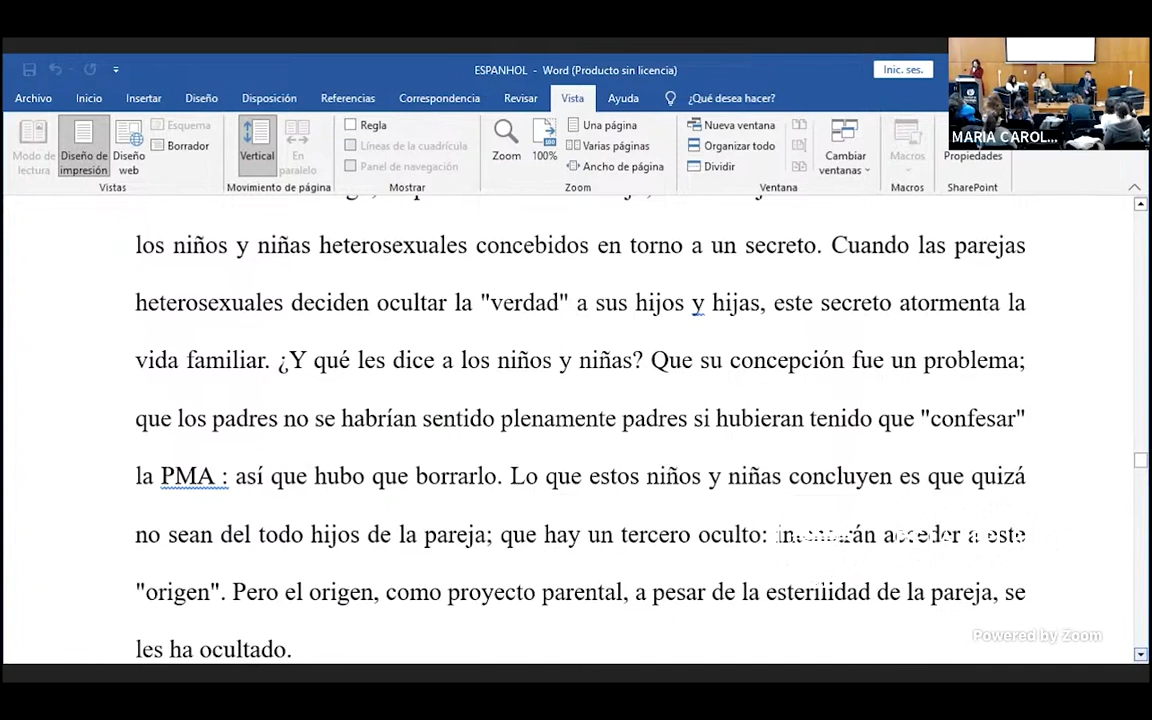 ESPANHOL - Word (Producto sin licencia)
Inic. ses.
Archivo Inicio Insertar Diseño Disposición Referencias Correspondencia Revisar Vista Ayuda ¿Qué desea hacer?
Modo de lectura
Diseño de impresión
Diseño web
Esquema
Borrador
Vistas
Vertical
En paralelo
Movimiento de página
Regla
Líneas de la cuadrícula
Panel de navegación
Mostrar
Zoom
100%
Una página
Varias páginas
Ancho de página
Zoom
Nueva ventana
Organizar todo
Dividir
Cambiar ventanas
Ventana
Macros
Macros
Propiedades
SharePoint
MARIA CAROL...
los niños y niñas heterosexuales concebidos en torno a un secreto. Cuando las parejas
heterosexuales deciden ocultar la "verdad" a sus hijos y hijas, este secreto atormenta la
vida familiar. ¿Y qué les dice a los niños y niñas? Que su concepción fue un problema;
que los padres no se habrían sentido plenamente padres si hubieran tenido que "confesar"
la PMA : así que hubo que borrarlo. Lo que estos niños y niñas concluyen es que quizá
no sean del todo hijos de la pareja; que hay un tercero oculto: acceder a este
"origen". Pero el origen, como proyecto parental, a pesar de la esterilidad de la pareja, se
les ha ocultado.
Powered by Zoom